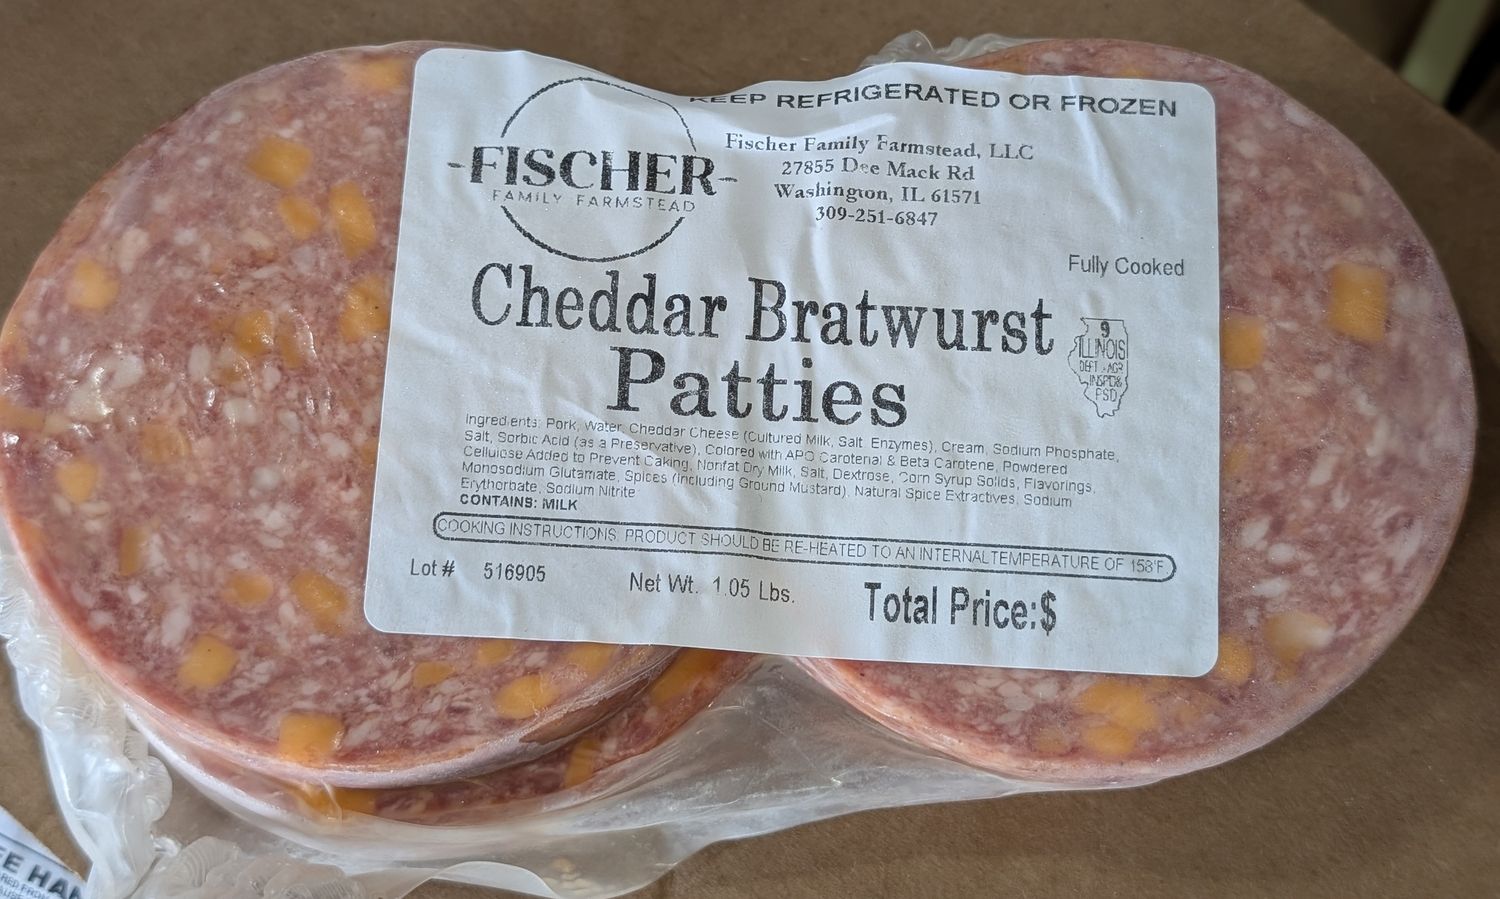 KEEP REFRIGERATED OR FROZEN
-FISCHER-
FAMILY FARMSTEAD
Fischer Family Farmstead, LLC
27855 Dee Mack Rd
Washington, IL 61571
309-251-6847
Fully Cooked
Cheddar Bratwurst
Patties
9
ILLINOIS
DEPT - AGR
INSP'D &
P'SD
Ingredients: Pork, Water, Cheddar Cheese (Cultured Milk, Salt, Enzymes), Cream, Sodium Phosphate,
Salt, Sorbic Acid (as a Preservative), Colored with APO Carotenal & Beta Carotene, Powdered
Cellulose Added to Prevent Caking, Nonfat Dry Milk, Salt, Dextrose, Corn Syrup Solids, Flavorings,
Monosodium Glutamate, Spices (Including Ground Mustard), Natural Spice Extractives, Sodium
Erythorbate, Sodium Nitrite
CONTAINS: MILK
COOKING INSTRUCTIONS: PRODUCT SHOULD BE RE-HEATED TO AN INTERNAL TEMPERATURE OF 158°F
Lot # 516905
Net Wt. 1.05 Lbs.
Total Price:$